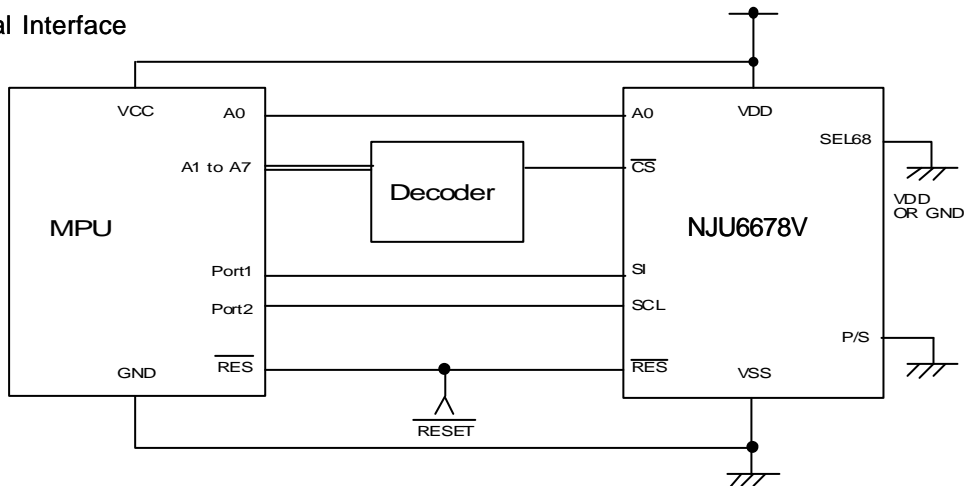 al Interface
VCC
A0
A1 to A7
MPU
Port1
Port2
RES
GND
Decoder
RESET
A0
VDD
SEL68
CS
VDD
OR GND
NJU6678V
SI
SCL
P/S
RES
VSS